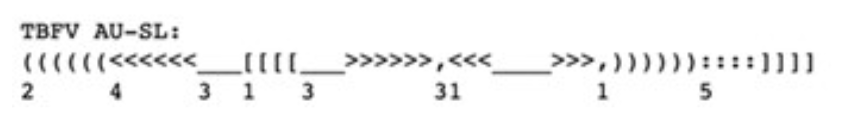 TBFV AU-SL:
((((((<<<<<<___[[[[___>>>>>>,<<<____>>>,))))))::::]]]]
2     4     3  1   3        31          1      5